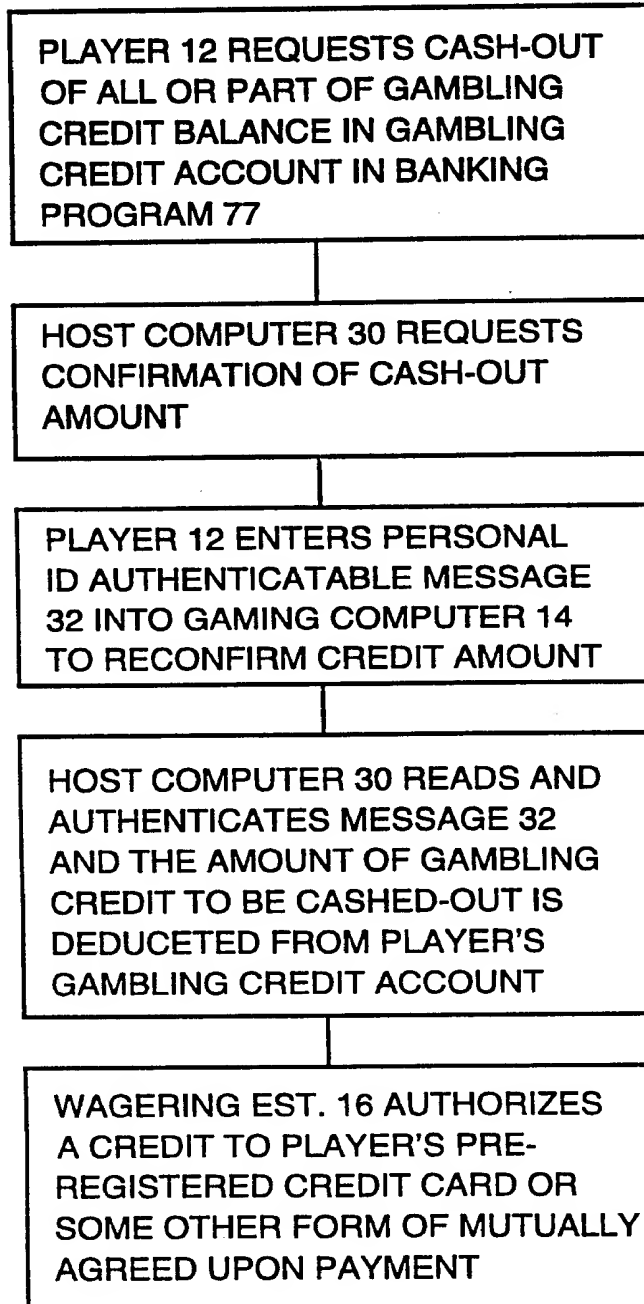 PLAYER 12 REQUESTS CASH-OUT
OF ALL OR PART OF GAMBLING
CREDIT BALANCE IN GAMBLING
CREDIT ACCOUNT IN BANKING
PROGRAM 77
HOST COMPUTER 30 REQUESTS
CONFIRMATION OF CASH-OUT
AMOUNT
PLAYER 12 ENTERS PERSONAL
ID AUTHENTICATABLE MESSAGE
32 INTO GAMING COMPUTER 14
TO RECONFIRM CREDIT AMOUNT
HOST COMPUTER 30 READS AND
AUTHENTICATES MESSAGE 32
AND THE AMOUNT OF GAMBLING
CREDIT TO BE CASHED-OUT IS
DEDUCETED FROM PLAYER'S
GAMBLING CREDIT ACCOUNT
WAGERING EST. 16 AUTHORIZES
A CREDIT TO PLAYER'S PRE-
REGISTERED CREDIT CARD OR
SOME OTHER FORM OF MUTUALLY
AGREED UPON PAYMENT